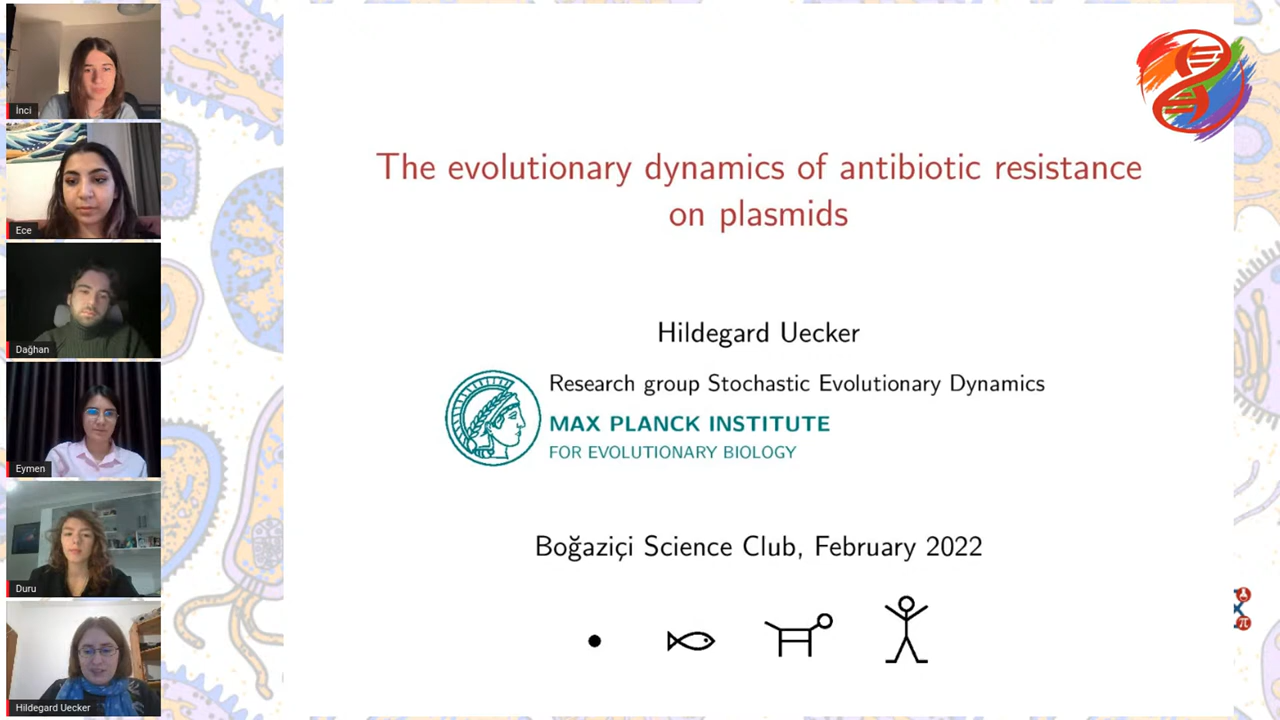 İnci
Ece
Dağhan
Eymen
Duru
Hildegard Uecker
The evolutionary dynamics of antibiotic resistance
on plasmids
Hildegard Uecker
Research group Stochastic Evolutionary Dynamics
MAX PLANCK INSTITUTE
FOR EVOLUTIONARY BIOLOGY
Boğaziçi Science Club, February 2022
π